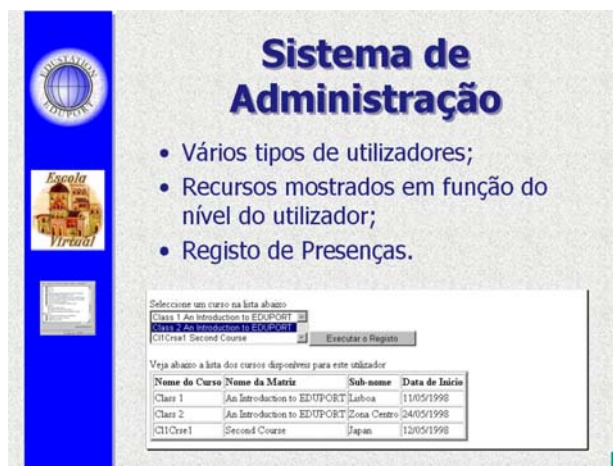 EDUSTATION
EDUPORT
Escola
Virtual
Sistema de
Administração
• Vários tipos de utilizadores;
• Recursos mostrados em função do
nível do utilizador;
• Registo de Presenças.
Seleccione um curso na lista abaixo
Class 1 An Introduction to EDUPORT
Class 2 An Introduction to EDUPORT
Cl1Crse1 Second Course
Executar o Registo
Veja abaixo a lista dos cursos disponíveis para este utilizador
Nome do Curso Nome da Matriz Sub-nome Data de Início
Class 1 An Introduction to EDUPORT Lisboa 11/05/1998
Class 2 An Introduction to EDUPORT Zona Centro 24/05/1998
Cl1Crse1 Second Course Japan 12/05/1998